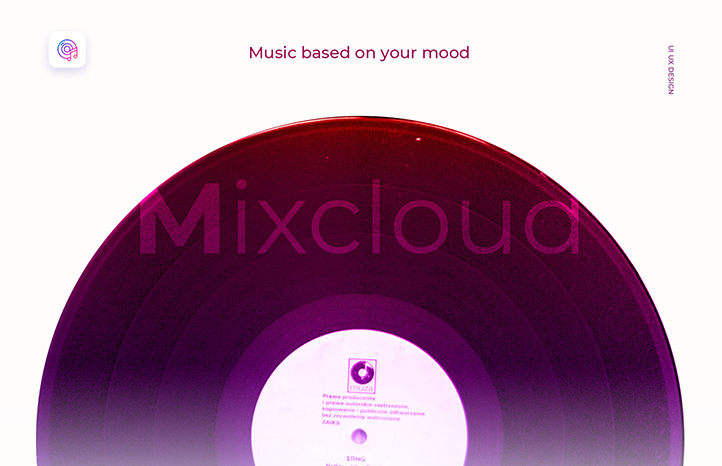 Music based on your mood
UI UX DESIGN
Mixcloud
muza
Prawa producenta
i prawa autorskie zastrzeżone,
kopiowanie i publiczne odtwarzanie
bez zezwolenia wzbronione
ZAIKS
STING